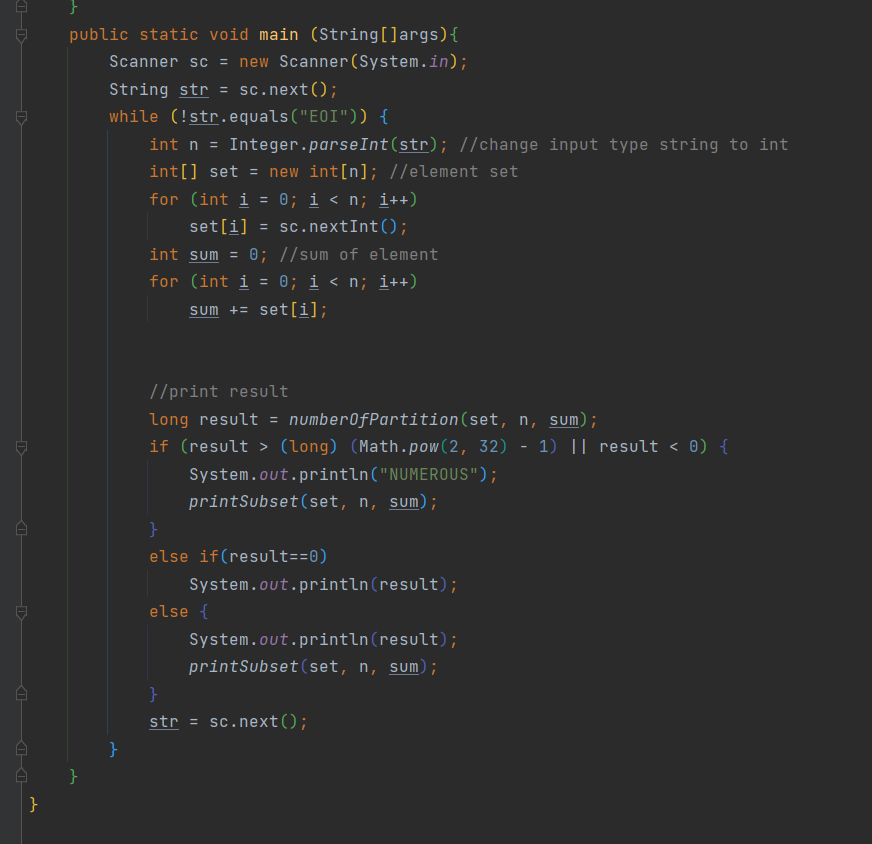 }
public static void main (String[]args){
Scanner sc = new Scanner(System.in);
String str = sc.next();
while (!str.equals("EOI")) {
int n = Integer.parseInt(str); //change input type string to int
int[] set = new int[n]; //element set
for (int i = 0; i < n; i++)
set[i] = sc.nextInt();
int sum = 0; //sum of element
for (int i = 0; i < n; i++)
sum += set[i];
//print result
long result = numberOfPartition(set, n, sum);
if (result > (long) (Math.pow(2, 32) - 1) || result < 0) {
System.out.println("NUMEROUS");
printSubset(set, n, sum);
}
else if(result==0)
System.out.println(result);
else {
System.out.println(result);
printSubset(set, n, sum);
}
str = sc.next();
}
}
}